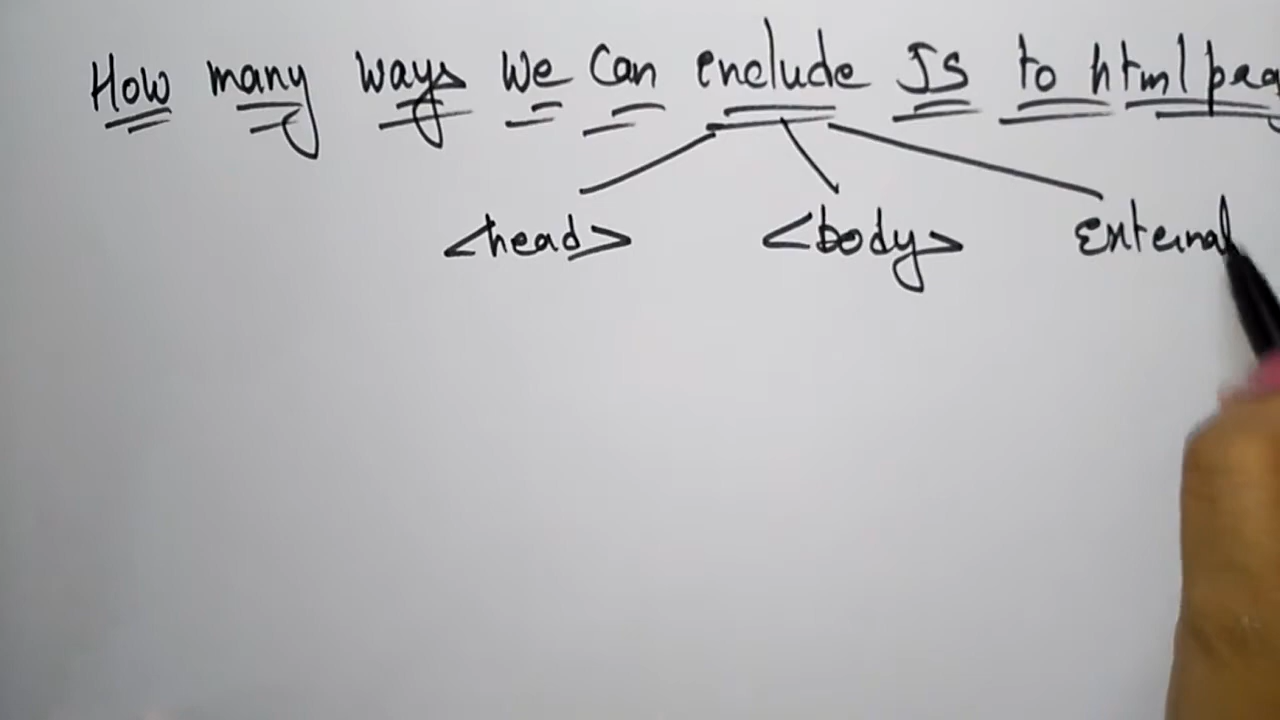 How many ways we can enclude JS to html pag
<head> <body> External